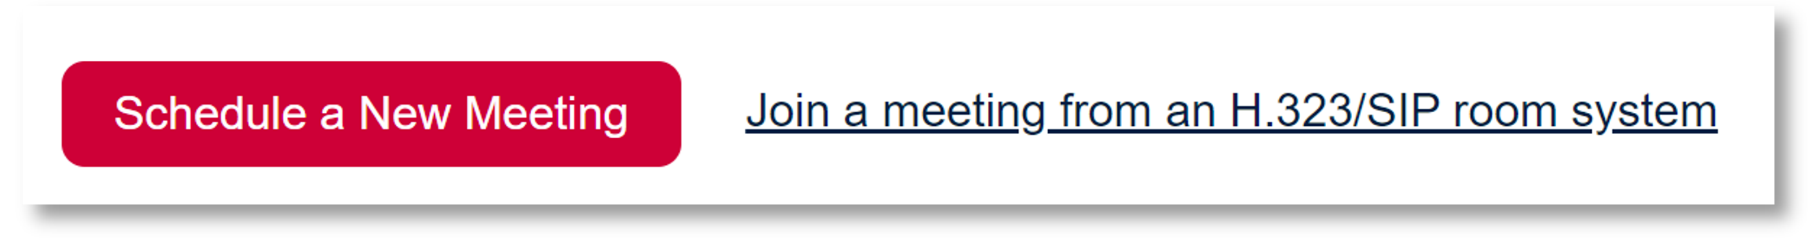 Schedule a New Meeting Join a meeting from an H.323/SIP room system